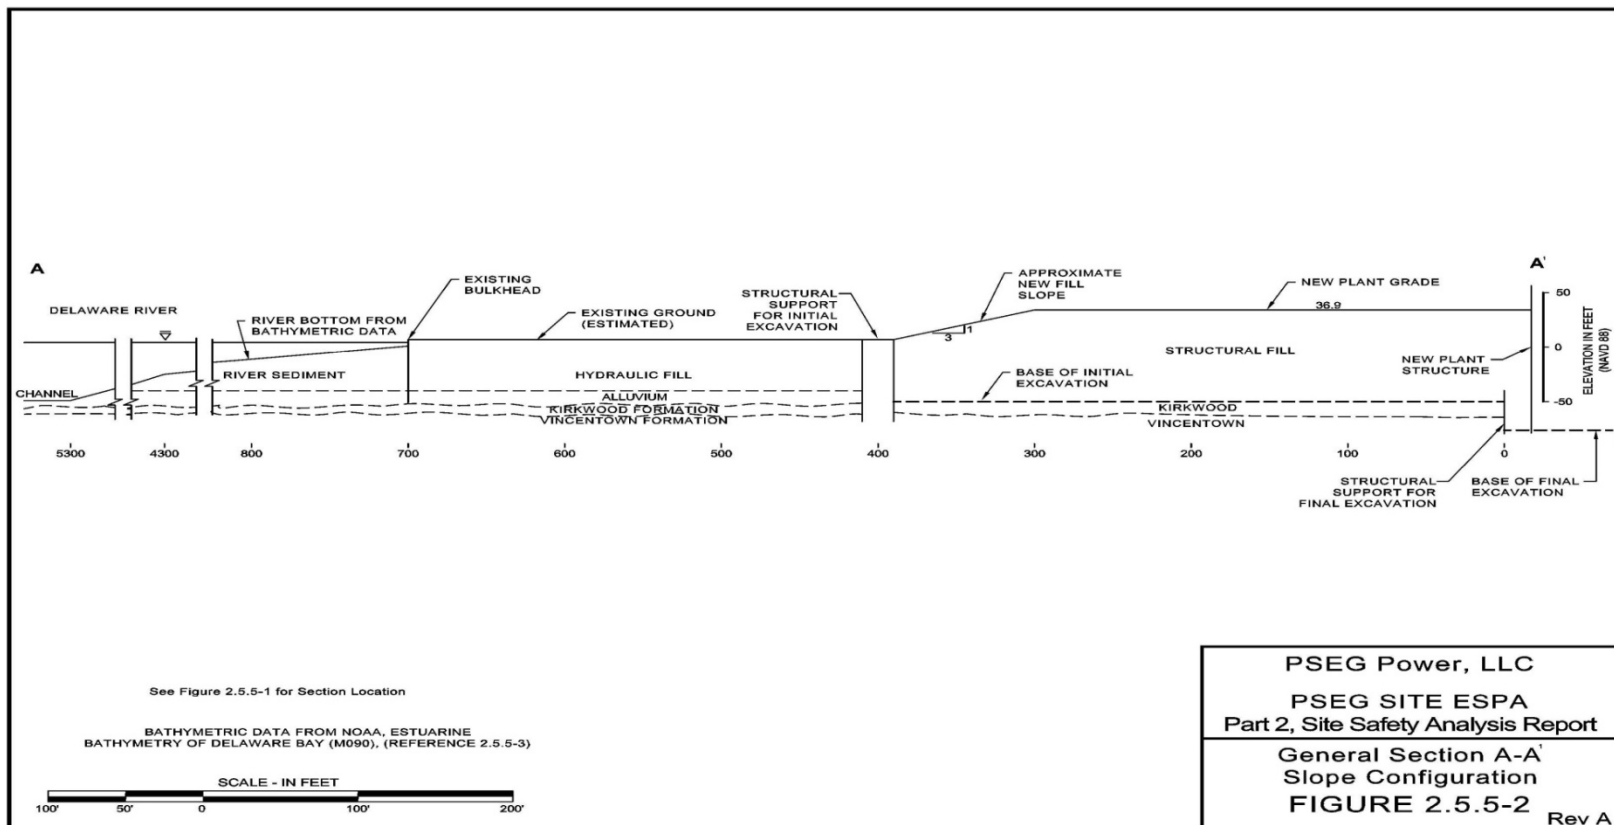 A
A'
DELAWARE RIVER
RIVER BOTTOM FROM
BATHYMETRIC DATA
EXISTING
BULKHEAD
EXISTING GROUND
(ESTIMATED)
STRUCTURAL
SUPPORT
FOR INITIAL
EXCAVATION
APPROXIMATE
NEW FILL
SLOPE
NEW PLANT GRADE
36.9
3
1
50
0
-50
ELEVATION IN FEET
(NAVD 88)
NEW PLANT
STRUCTURE
STRUCTURAL FILL
BASE OF INITIAL
EXCAVATION
RIVER SEDIMENT
HYDRAULIC FILL
CHANNEL
ALLUVIUM
KIRKWOOD FORMATION
VINCENTOWN FORMATION
KIRKWOOD
VINCENTOWN
5300
4300
800
700
600
500
400
300
200
100
0
STRUCTURAL
SUPPORT FOR
FINAL EXCAVATION
BASE OF FINAL
EXCAVATION
See Figure 2.5.5-1 for Section Location
BATHYMETRIC DATA FROM NOAA, ESTUARINE
BATHYMETRY OF DELAWARE BAY (M090), (REFERENCE 2.5.5-3)
SCALE - IN FEET
100'
50'
0
100'
200'
PSEG Power, LLC
PSEG SITE ESPA
Part 2, Site Safety Analysis Report
General Section A-A'
Slope Configuration
FIGURE 2.5.5-2
Rev A